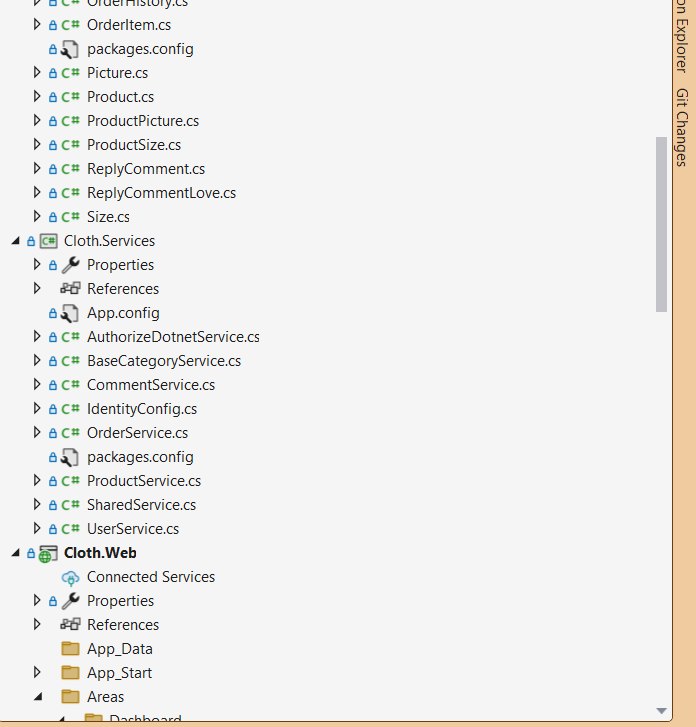 OrderHistory.cs
OrderItem.cs
packages.config
Picture.cs
Product.cs
ProductPicture.cs
ProductSize.cs
ReplyComment.cs
ReplyCommentLove.cs
Size.cs
Cloth.Services
Properties
References
App.config
AuthorizeDotnetService.cs
BaseCategoryService.cs
CommentService.cs
IdentityConfig.cs
OrderService.cs
packages.config
ProductService.cs
SharedService.cs
UserService.cs
Cloth.Web
Connected Services
Properties
References
App_Data
App_Start
Areas
Dashboard
on Explorer
Git Changes